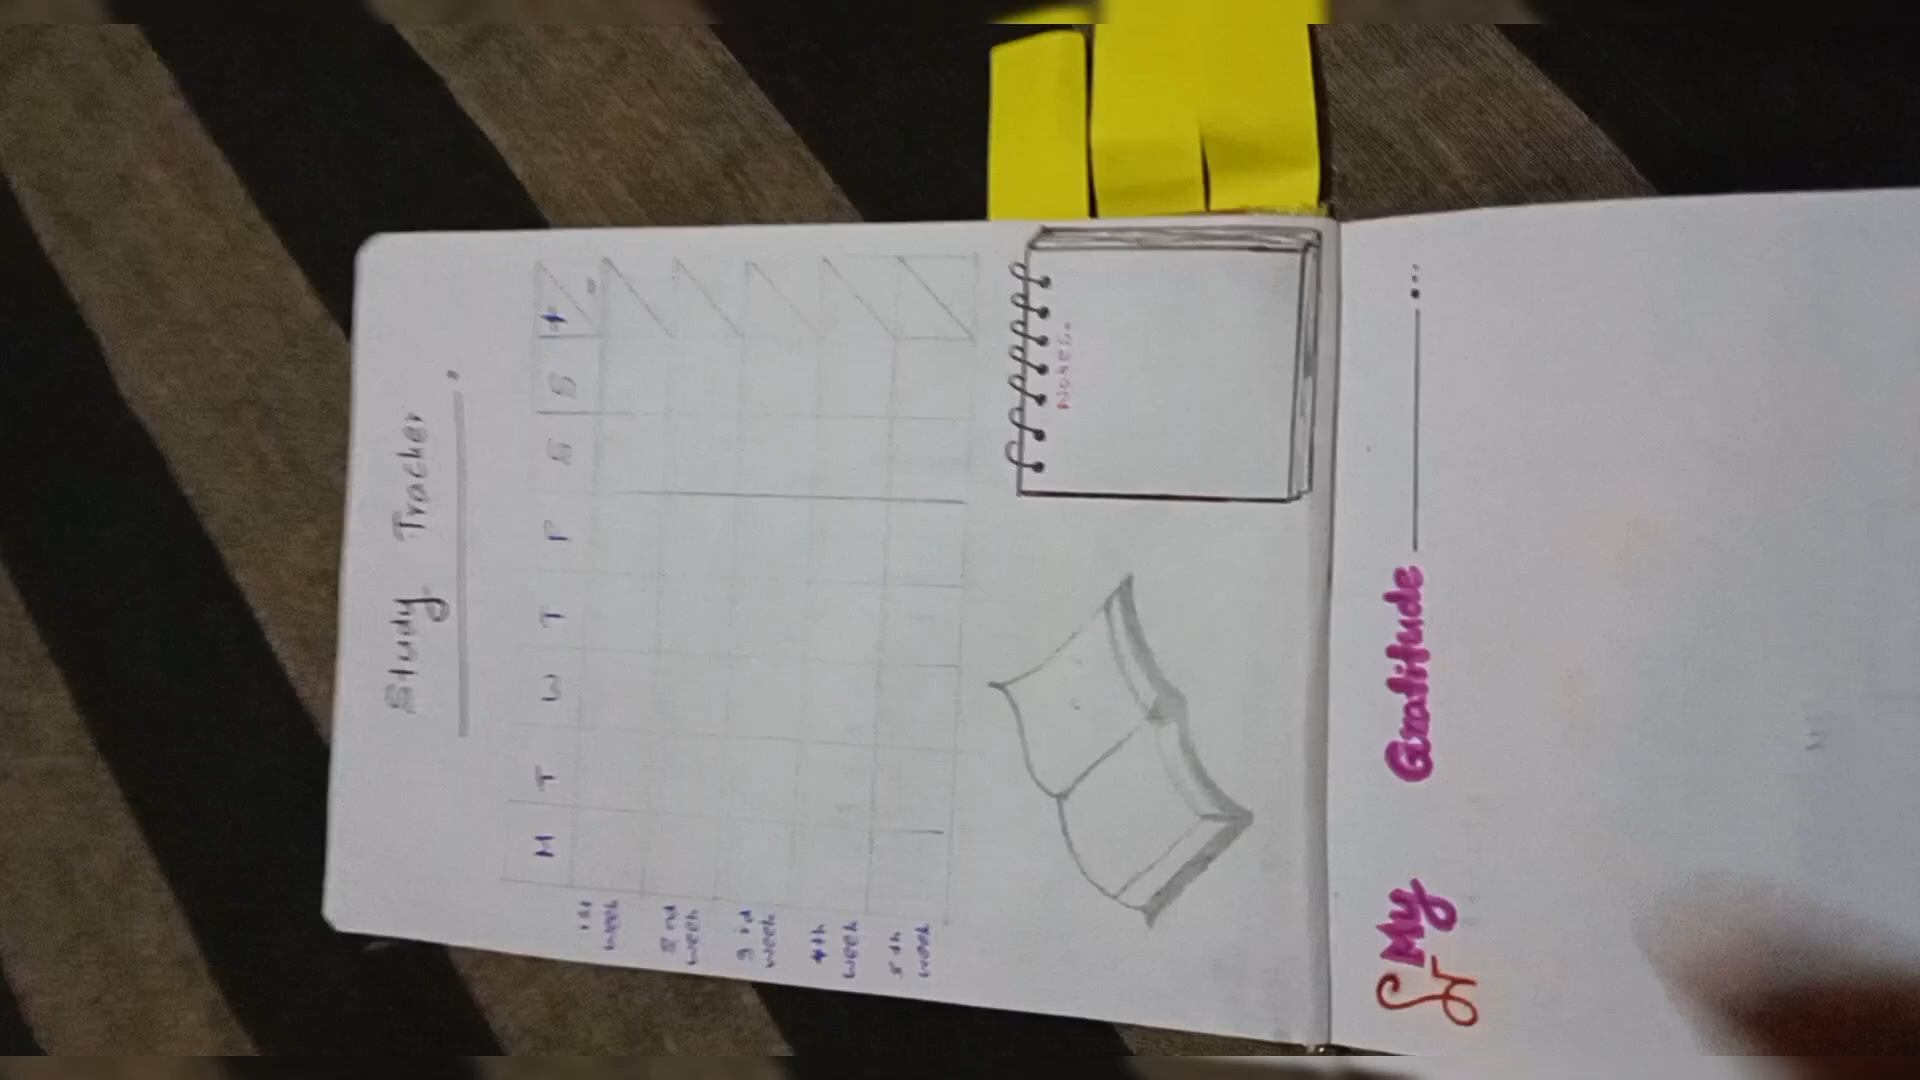 Study Tracker
M T W T F S S +
-
1st week
2nd week
3rd week
4th week
5th week
Notes.
My Gratitude